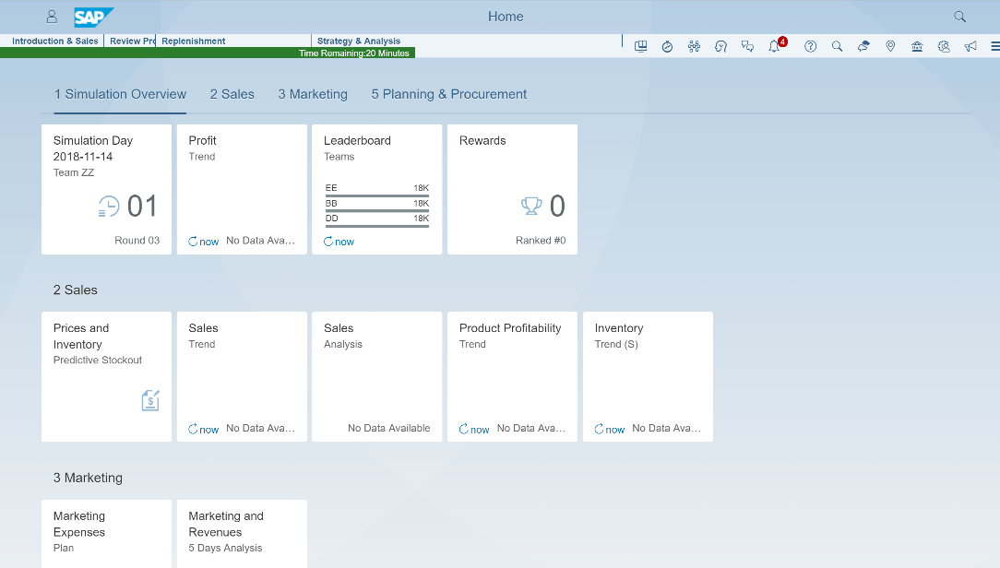 SAP
Home
Introduction & Sales
Review Pro
Replenishment
Strategy & Analysis
Time Remaining:20 Minutes
4
1 Simulation Overview
2 Sales
3 Marketing
5 Planning & Procurement
Simulation Day
2018-11-14
Team ZZ
01
Round 03
Profit
Trend
now No Data Ava...
Leaderboard
Teams
EE 18K
BB 18K
DD 18K
now
Rewards
0
Ranked #0
2 Sales
Prices and
Inventory
Predictive Stockout
$
Sales
Trend
now No Data Ava...
Sales
Analysis
No Data Available
Product Profitability
Trend
now No Data Ava...
Inventory
Trend (S)
now No Data Ava...
3 Marketing
Marketing
Expenses
Plan
Marketing and
Revenues
5 Days Analysis